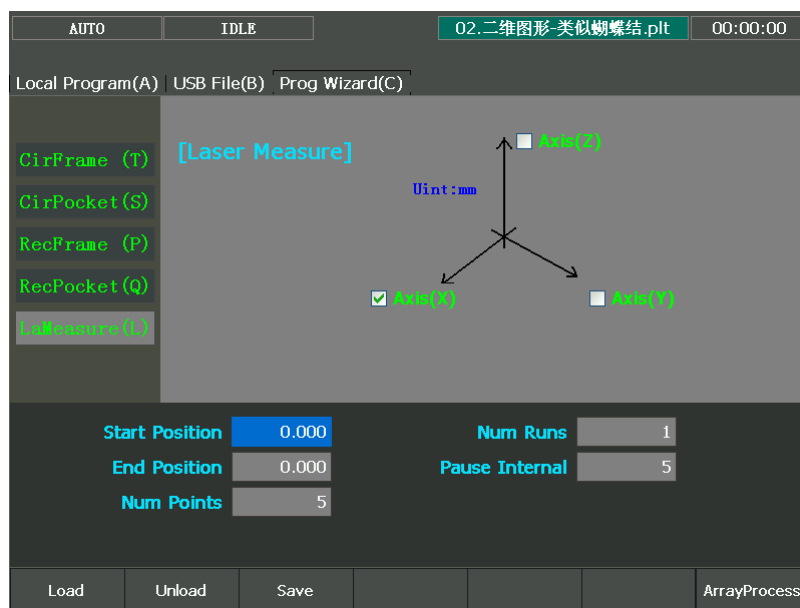 AUTO IDLE 02.二维图形-类似蝴蝶结.plt 00:00:00
Local Program(A) USB File(B) Prog Wizard(C)
CirFrame (T)
CirPocket(S)
RecFrame (P)
RecPocket(Q)
LaMeasure(L)
[Laser Measure]
Axis(Z)
Uint:mm
Axis(X)
Axis(Y)
Start Position 0.000 Num Runs 1
End Position 0.000 Pause Internal 5
Num Points 5
Load Unload Save ArrayProcess